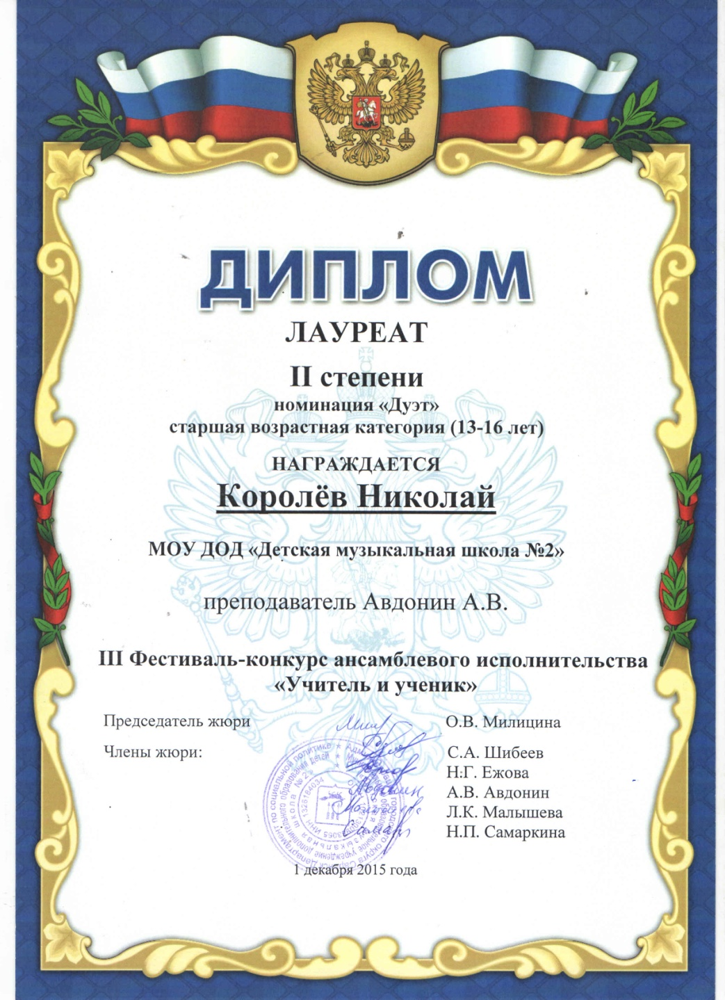 ДИПЛОМ
ЛАУРЕАТ
II степени
номинация «Дуэт»
старшая возрастная категория (13-16 лет)
НАГРАЖДАЕТСЯ
Королёв Николай
МОУ ДОД «Детская музыкальная школа №2»
преподаватель Авдонин А.В.
III Фестиваль-конкурс ансамблевого исполнительства
«Учитель и ученик»
Председатель жюри О.В. Милицина
Члены жюри: С.А. Шибеев
Н.Г. Ежова
А.В. Авдонин
Л.К. Малышева
Н.П. Самаркина
1 декабря 2015 года